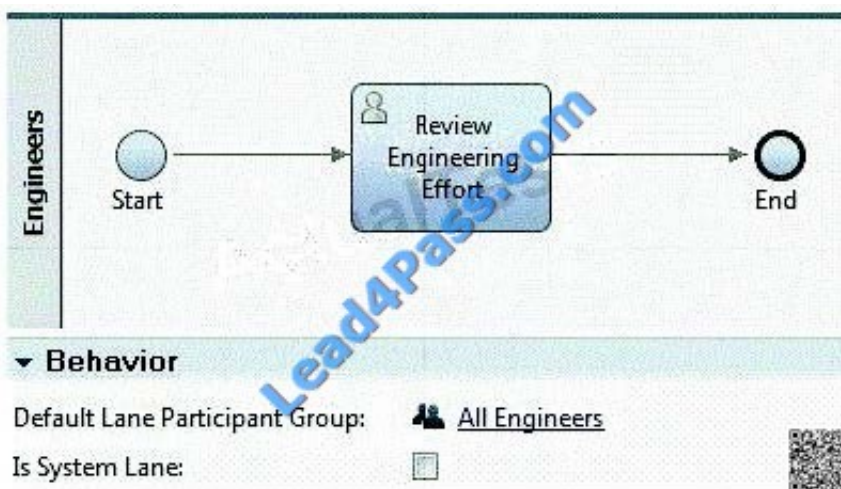 Engineers
Start
Review
Engineering
Effort
End
Lead4Pass.com
Behavior
Default Lane Participant Group: All Engineers
Is System Lane: